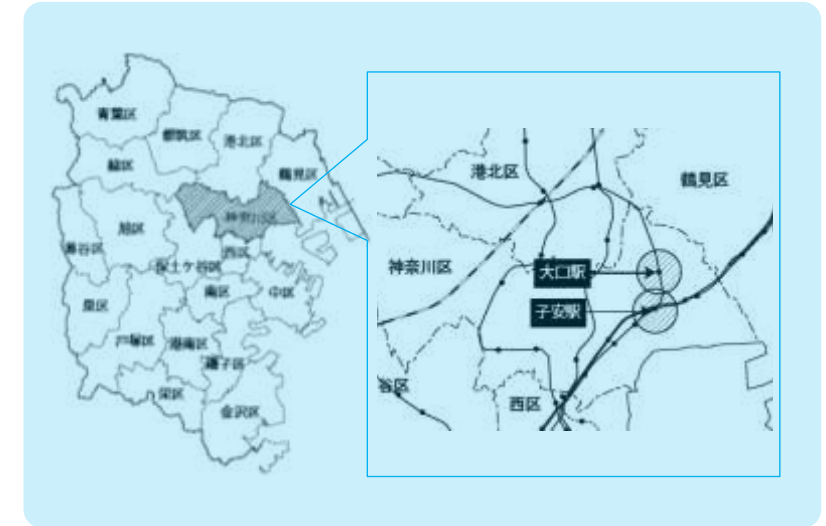 青葉区
都筑区
港北区
緑区
鶴見区
神奈川区
旭区
瀬谷区
保土ケ谷区
西区
南区
中区
泉区
戸塚区
港南区
磯子区
栄区
金沢区
港北区
鶴見区
神奈川区
大口駅
子安駅
谷区
西区